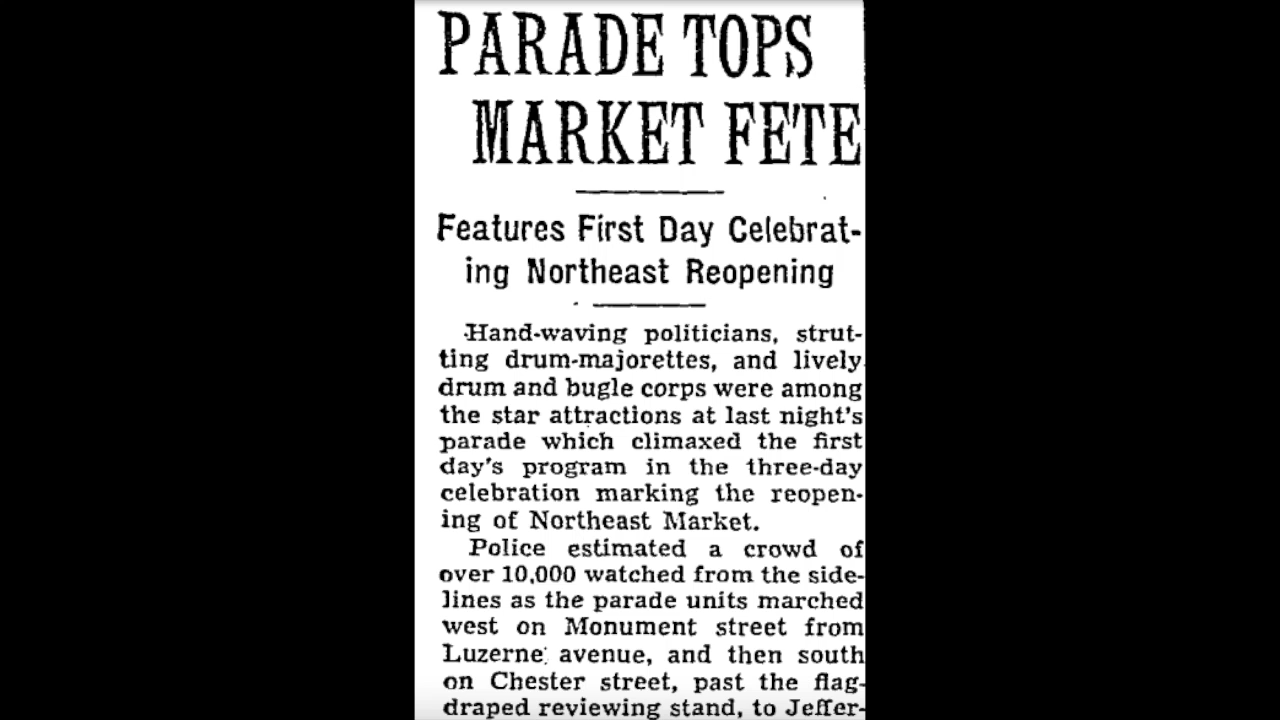 PARADE TOPS
MARKET FETE
Features First Day Celebrat-
ing Northeast Reopening
Hand-waving politicians, strut-
ting drum-majorettes, and lively
drum and bugle corps were among
the star attractions at last night's
parade which climaxed the first
day's program in the three-day
celebration marking the reopen-
ing of Northeast Market.
Police estimated a crowd of
over 10,000 watched from the side-
lines as the parade units marched
west on Monument street from
Luzerne avenue, and then south
on Chester street, past the flag-
draped reviewing stand, to Jeffer-